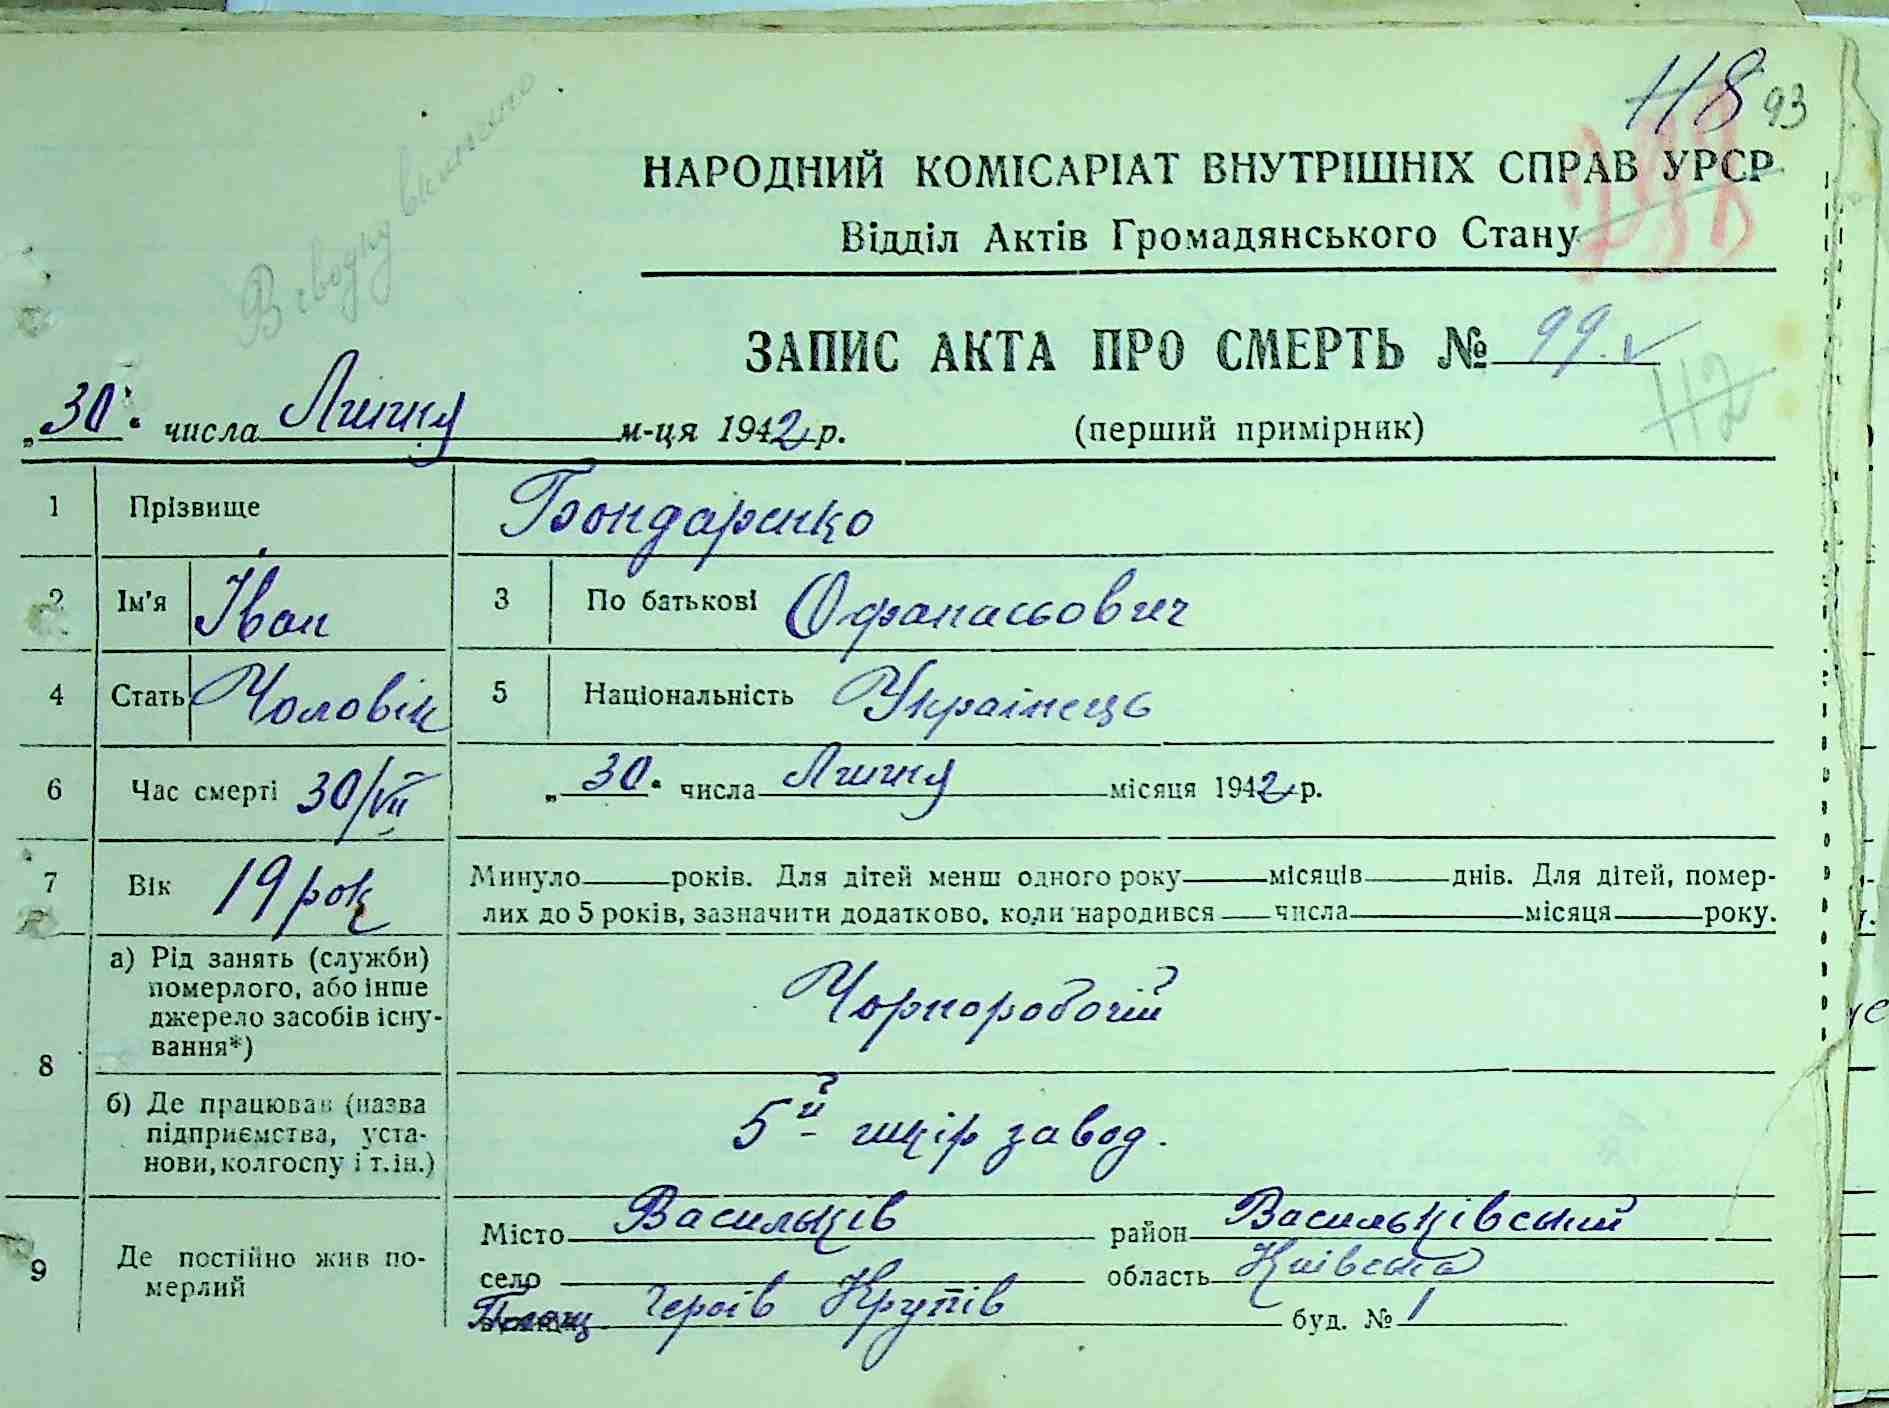 118 93
НАРОДНИЙ КОМІСАРІАТ ВНУТРІШНІХ СПРАВ УРСР
Відділ Актів Громадянського Стану
В зводку включено.
ЗАПИС АКТА ПРО СМЕРТЬ № 99.
112
„30“ числа Липня м-ця 1942 р. (перший примірник)
1 Прізвище Бондаренко
2 Ім'я Іван 3 По батькові Офанасьович
4 Стать Чоловік 5 Національність Українець
6 Час смерті 30/VII „30“ числа Липня місяця 1942 р.
7 Вік 19 рок Минуло років. Для дітей менш одного року місяців днів. Для дітей, помер-
лих до 5 років, зазначити додатково, коли народився числа місяця року.
8 а) Рід занять (служби)
померлого, або інше
джерело засобів існу-
вання*)
Чорноробочій
б) Де працював (назва
підприємства, уста-
нови, колгоспу і т. ін.)
5й шкір завод.
9 Де постійно жив по-
мерлий
Місто Васильків район Васильківський
село область Київська
Площ Героїв Крутів буд. № 1